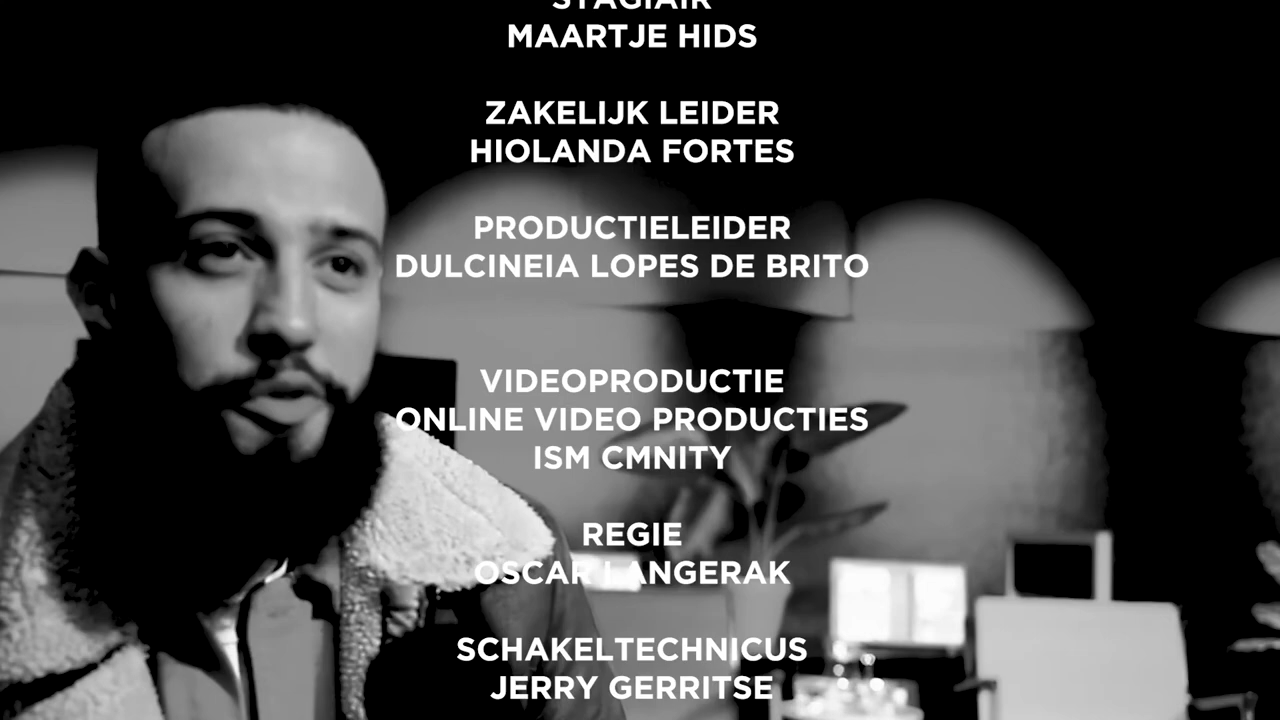 STAGIAIR
MAARTJE HIDS
ZAKELIJK LEIDER
HIOLANDA FORTES
PRODUCTIELEIDER
DULCINEIA LOPES DE BRITO
VIDEOPRODUCTIE
ONLINE VIDEO PRODUCTIES
ISM CMNITY
REGIE
OSCAR LANGERAK
SCHAKELTECHNICUS
JERRY GERRITSE